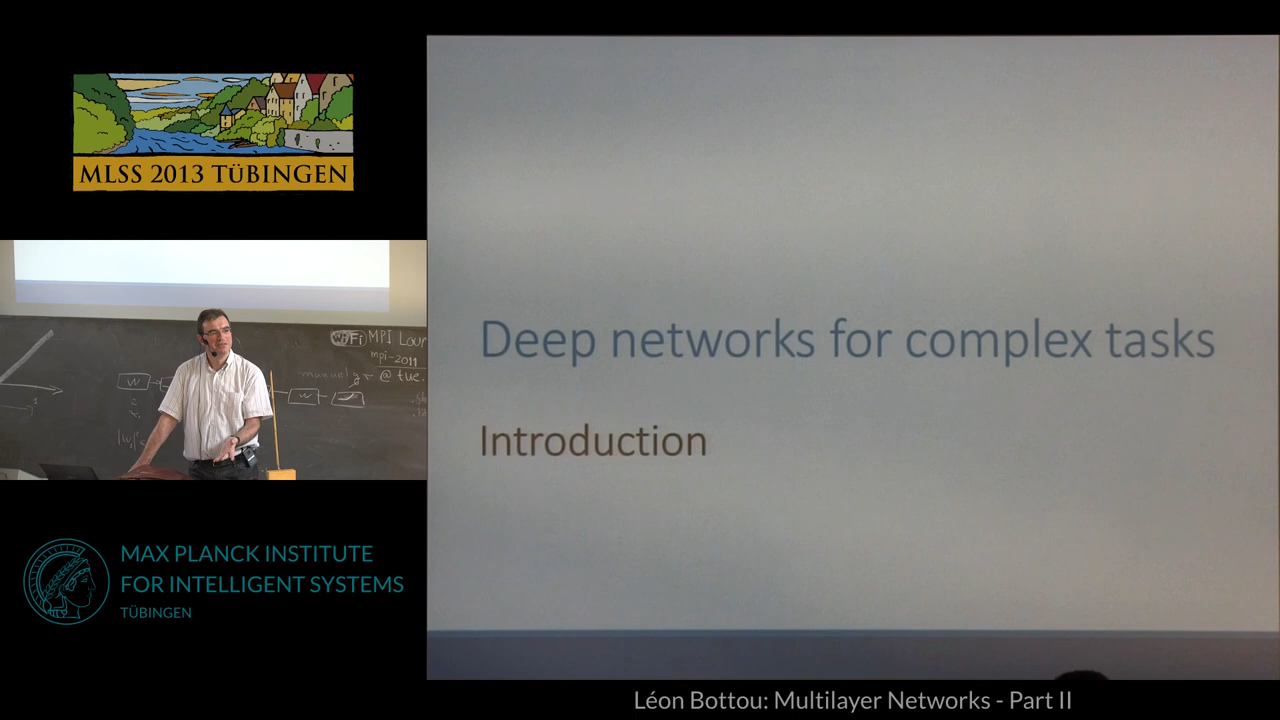 MLSS 2013 TÜBINGEN
WiFi MPI
mpi-2011
@ tue.
W
W
MAX PLANCK INSTITUTE
FOR INTELLIGENT SYSTEMS
TÜBINGEN
Deep networks for complex tasks
Introduction
Léon Bottou: Multilayer Networks - Part II